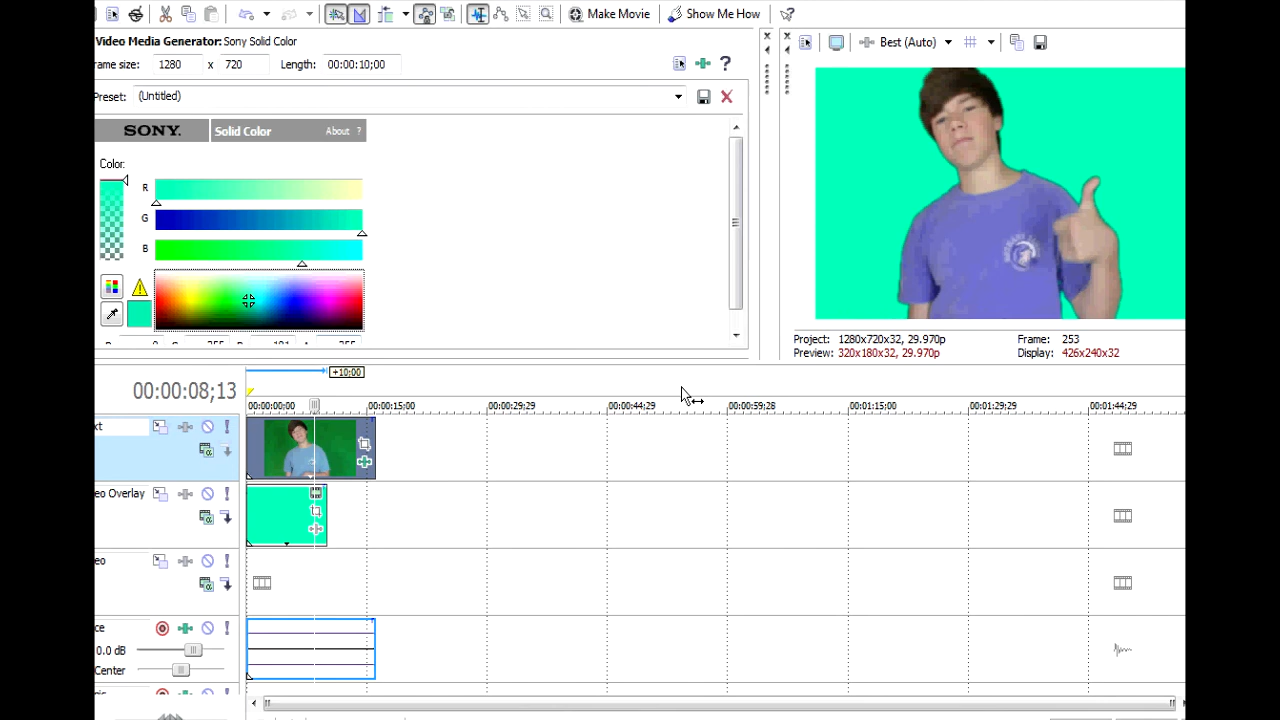 Make Movie Show Me How
Video Media Generator: Sony Solid Color
rame size: 1280 x 720 Length: 00:00:10;00
Preset: (Untitled)
SONY. Solid Color About ?
Color:
R
G
B
Best (Auto)
Project: 1280x720x32, 29.970p Frame: 253
Preview: 320x180x32, 29.970p Display: 426x240x32
+10;00
00:00:08;13
00:00:00;00 00:00:15;00 00:00:29;29 00:00:44;29 00:00:59;28 00:01:15;00 00:01:29;29 00:01:44;29
xt
eo Overlay
eo
ce
0.0 dB
Center